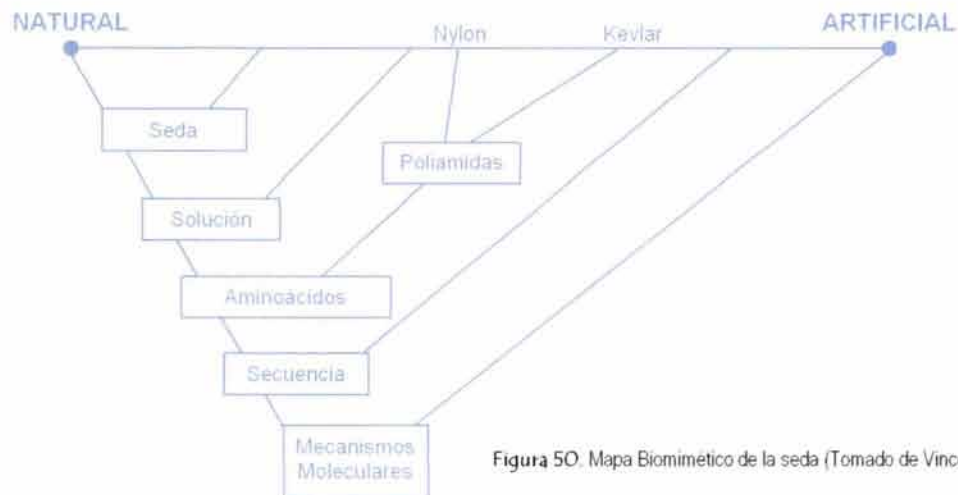 NATURAL
ARTIFICIAL
Nylon
Kevlar
Seda
Poliamidas
Solución
Aminoácidos
Secuencia
Mecanismos
Moleculares
Figura 50. Mapa Biomimético de la seda (Tomado de